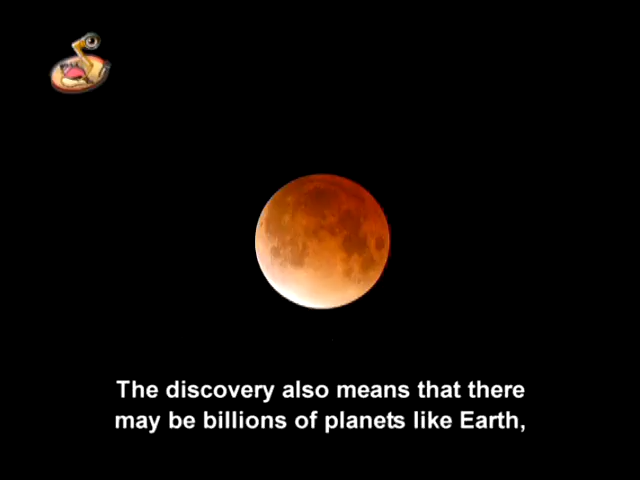 The discovery also means that there
may be billions of planets like Earth,